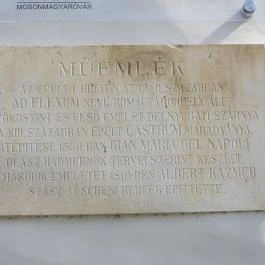 MOSONMAGYARÓVÁR
MŰEMLÉK
AZ ÉPÜLET HELYÉN AZ I.II.III. SZÁZADBAN
AD FLEXUM NEVŰ RÓMAI TÁBORHELY ÁLLT
FÖLDSZINT ÉS ELSŐ EMELET DÉLNYUGATI SZÁRNYA
A XIII. SZÁZADBAN ÉPÜLT CASTRUM MARADVÁNYA.
ÁTÉPÍTÉSE BAN GIAN MARIA DEL NAPOLI
OLASZ HADMÉRNÖK TERVEI SZERINT KÉSZÜLT.
MÁSODIK EMELETÉT 1810-BEN ALBERT KÁZMÉR
SZÁSZ-TESCHENI HERCEG ÉPÍTTETTE.